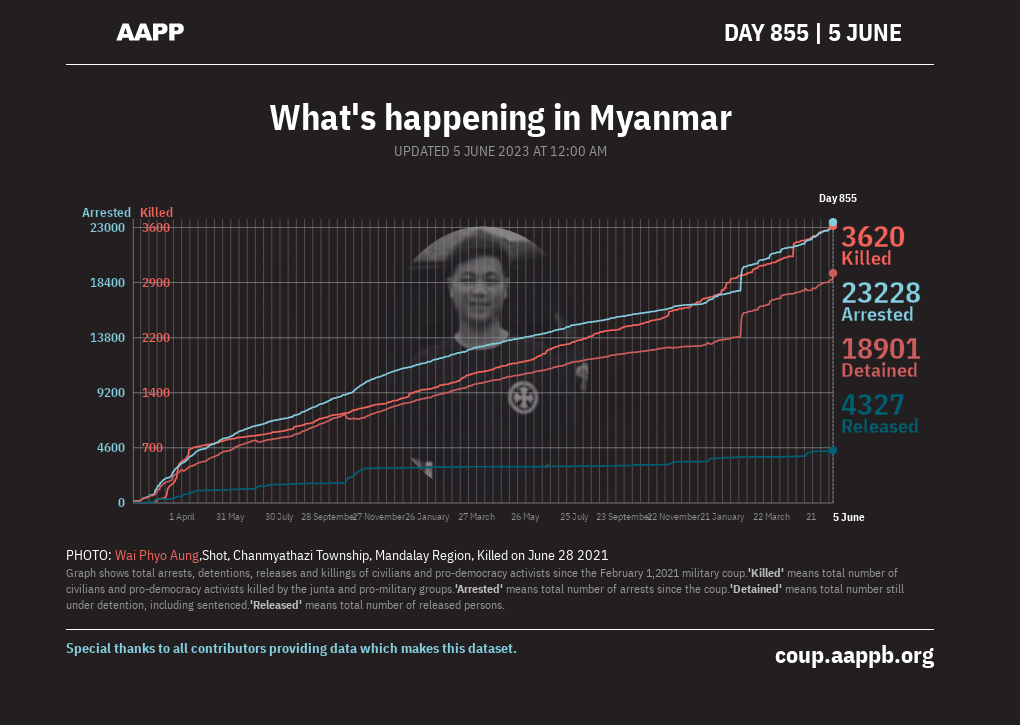 AAPP
DAY 855 | 5 JUNE
What's happening in Myanmar
UPDATED 5 JUNE 2023 AT 12:00 AM
Day 855
Arrested Killed
23000 3600
18400 2900
13800 2200
9200 1400
4600 700
0
3620
Killed
23228
Arrested
18901
Detained
4327
Released
1 April 31 May 30 July 28 September 27 November 26 January 27 March 26 May 25 July 23 September 22 November 21 January 22 March 21 5 June
PHOTO: Wai Phyo Aung,Shot, Chanmyathazi Township, Mandalay Region, Killed on June 28 2021
Graph shows total arrests, detentions, releases and killings of civilians and pro-democracy activists since the February 1,2021 military coup.'Killed' means total number of
civilians and pro-democracy activists killed by the junta and pro-military groups.'Arrested' means total number of arrests since the coup.'Detained' means total number still
under detention, including sentenced.'Released' means total number of released persons.
Special thanks to all contributors providing data which makes this dataset.
coup.aappb.org